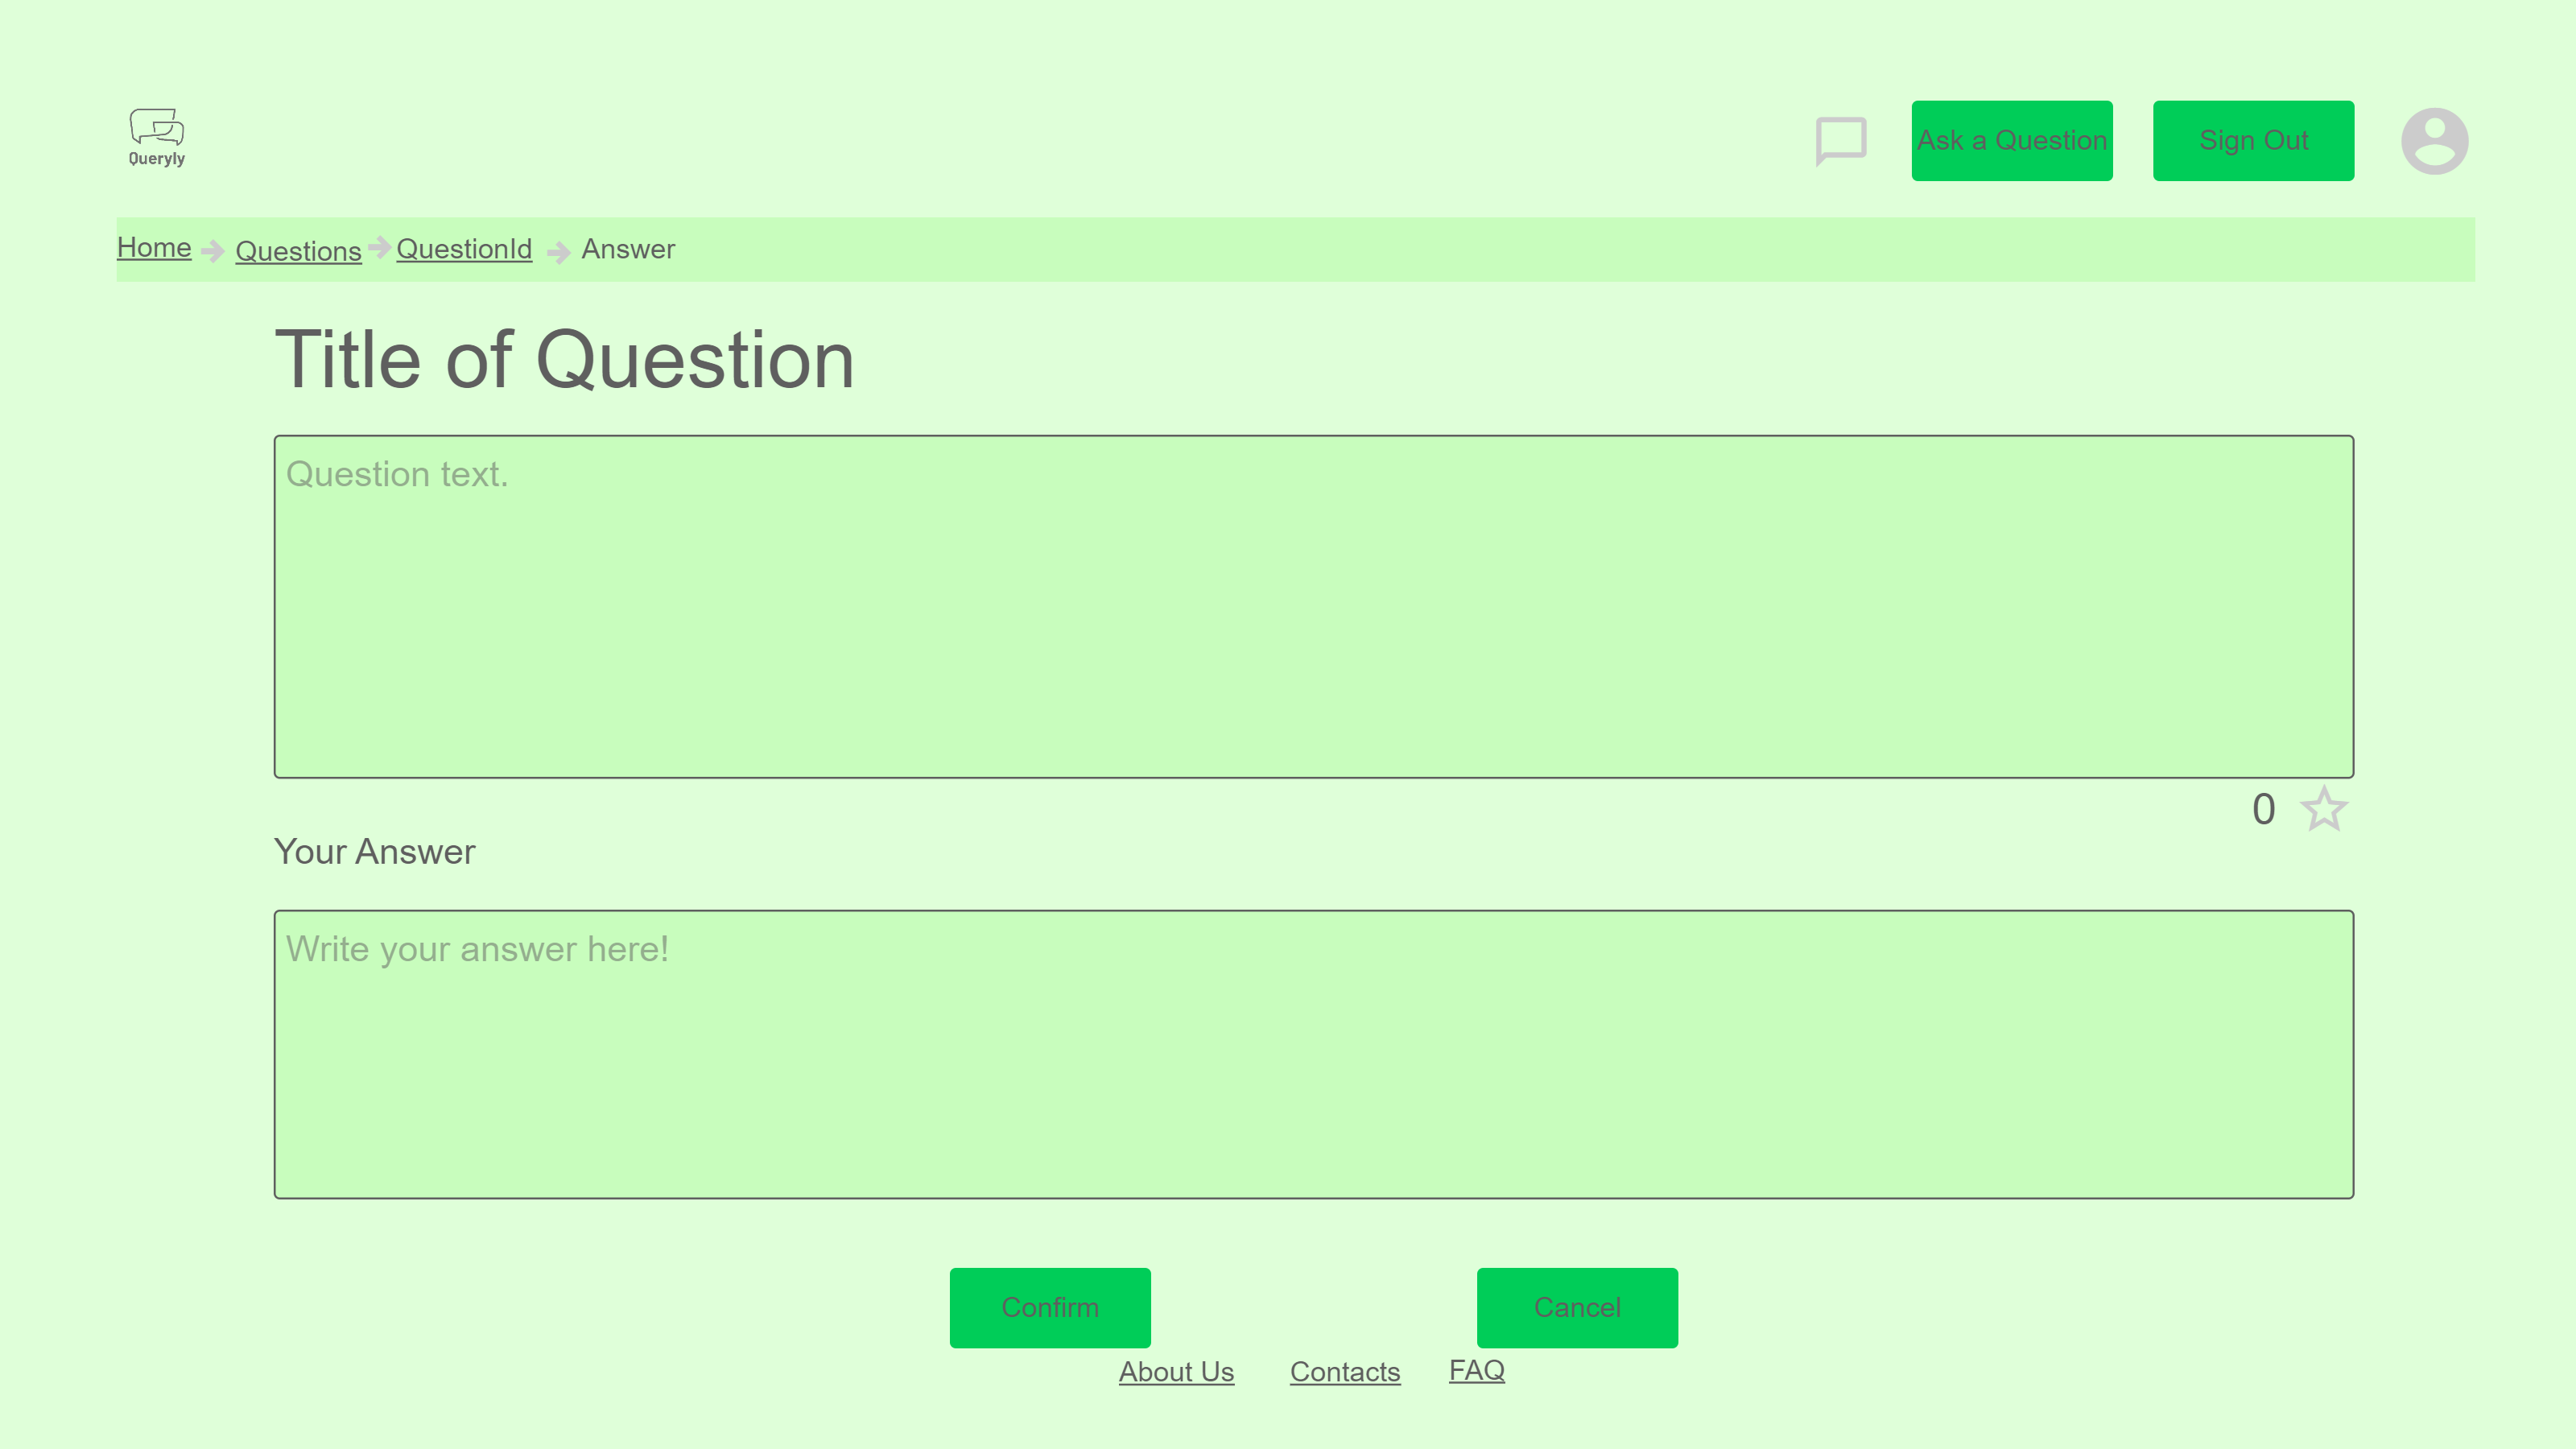 Queryly
Ask a Question
Sign Out
Home
Questions
QuestionId
Answer
Title of Question
Question text.
0
Your Answer
Write your answer here!
Confirm
Cancel
About Us
Contacts
FAQ